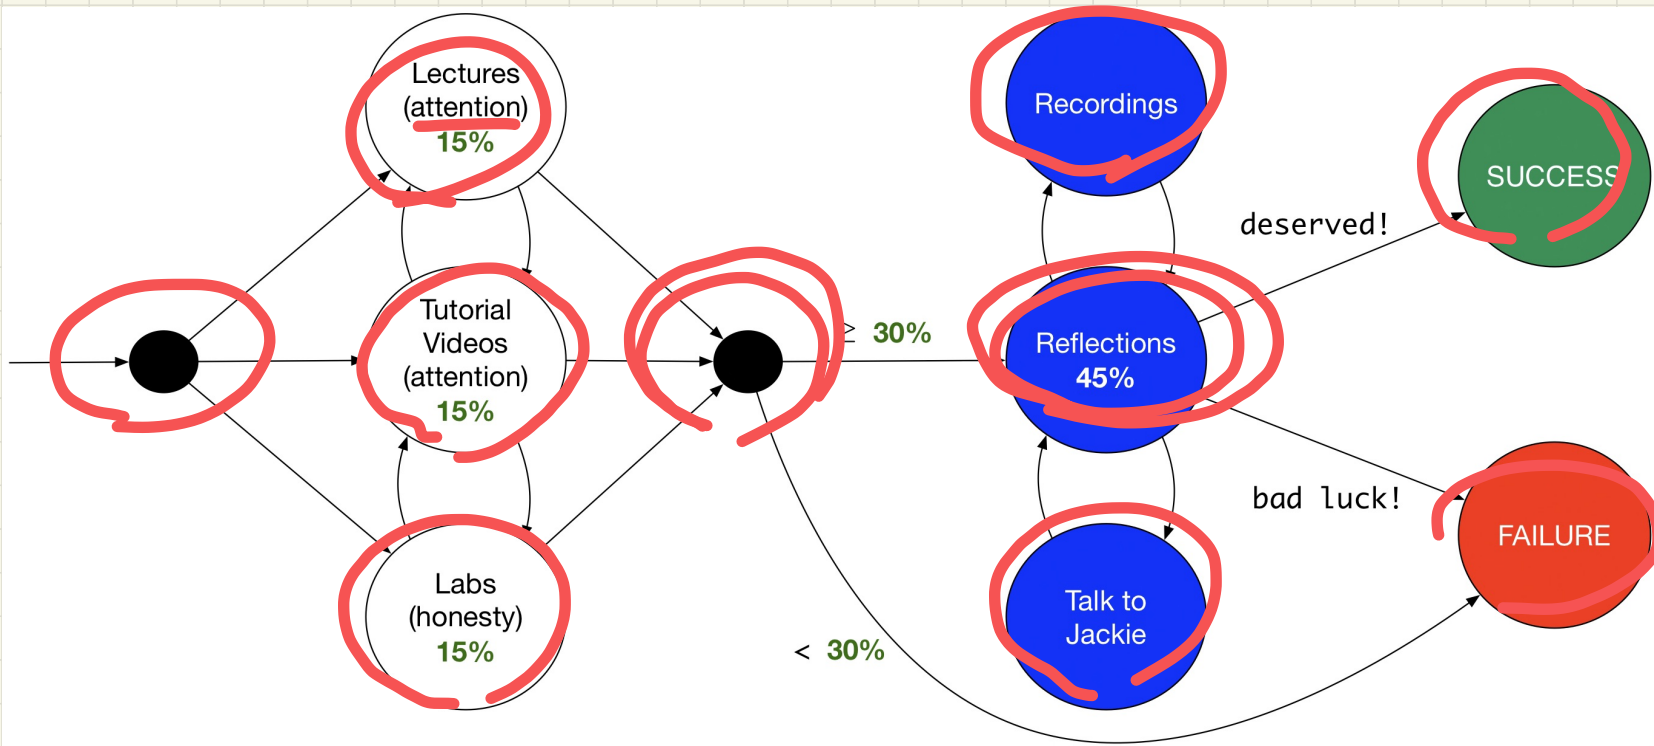 Lectures
(attention)
15%
Tutorial
Videos
(attention)
15%
Labs
(honesty)
15%
≥ 30%
< 30%
Recordings
Reflections
45%
Talk to
Jackie
deserved!
bad luck!
SUCCESS
FAILURE